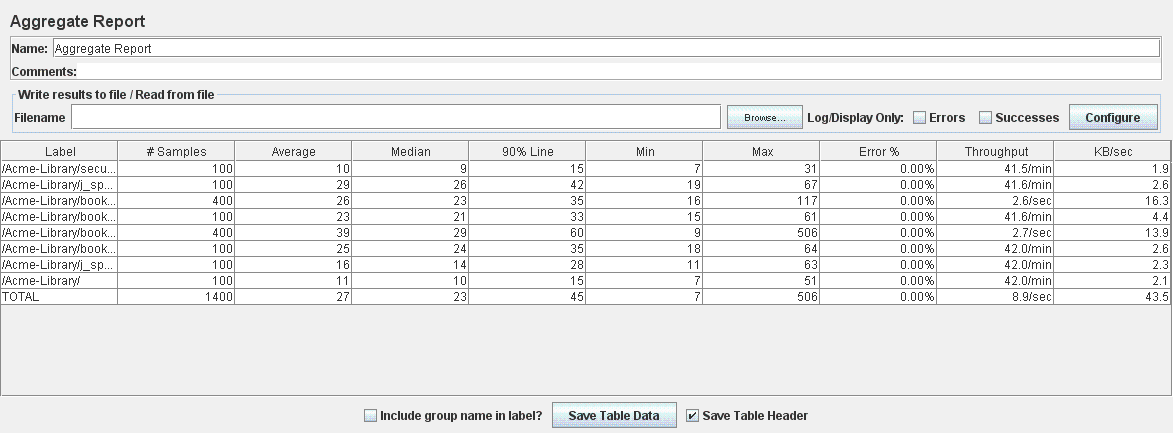 Aggregate Report
Name: Aggregate Report
Comments:
Write results to file / Read from file
Filename Browse... Log/Display Only: Errors Successes Configure
Label # Samples Average Median 90% Line Min Max Error % Throughput KB/sec
/Acme-Library/secu... 100 10 9 15 7 31 0.00% 41.5/min 1.9
/Acme-Library/j_sp... 100 29 26 42 19 67 0.00% 41.6/min 2.6
/Acme-Library/book... 400 26 23 35 16 117 0.00% 2.6/sec 16.3
/Acme-Library/book... 100 23 21 33 15 61 0.00% 41.6/min 4.4
/Acme-Library/book... 400 39 29 60 9 506 0.00% 2.7/sec 13.9
/Acme-Library/book... 100 25 24 35 18 64 0.00% 42.0/min 2.6
/Acme-Library/j_sp... 100 16 14 28 11 63 0.00% 42.0/min 2.3
/Acme-Library/ 100 11 10 15 7 51 0.00% 42.0/min 2.1
TOTAL 1400 27 23 45 7 506 0.00% 8.9/sec 43.5
Include group name in label? Save Table Data Save Table Header